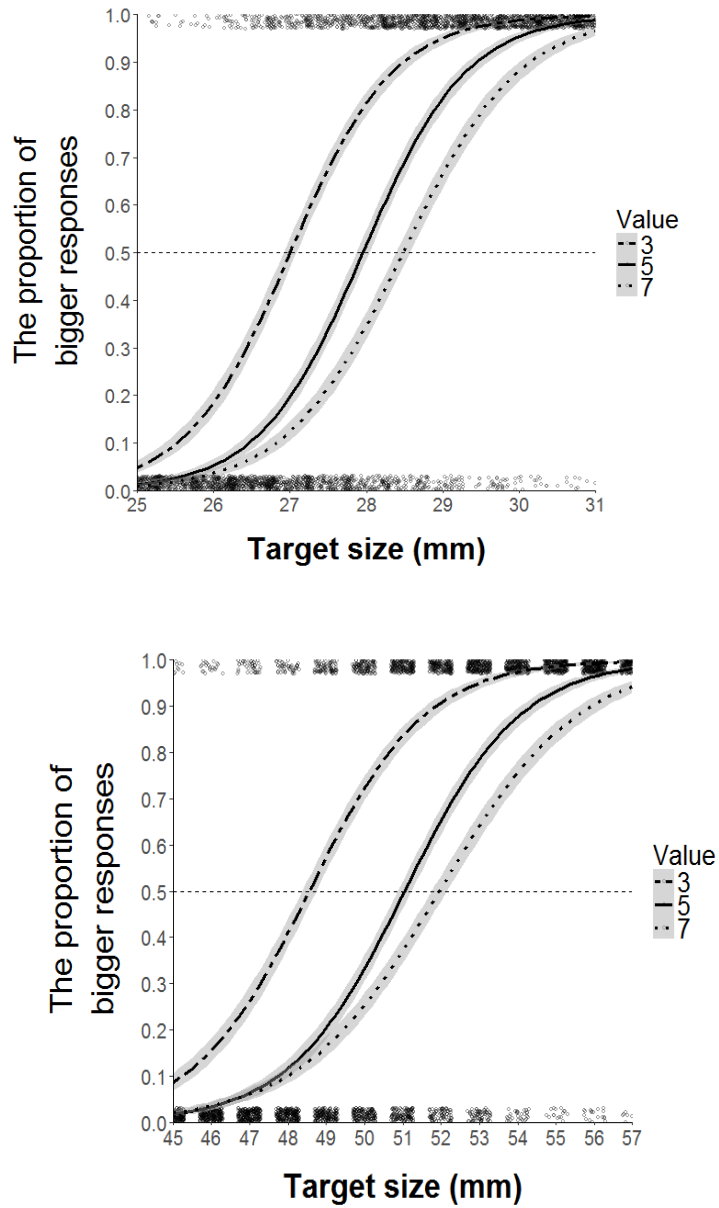 The proportion of
bigger responses
1.0
0.9
0.8
0.7
0.6
0.5
0.4
0.3
0.2
0.1
0.0
25 26 27 28 29 30 31
Target size (mm)
Value
3
5
7
The proportion of
bigger responses
1.0
0.9
0.8
0.7
0.6
0.5
0.4
0.3
0.2
0.1
0.0
45 46 47 48 49 50 51 52 53 54 55 56 57
Target size (mm)
Value
3
5
7